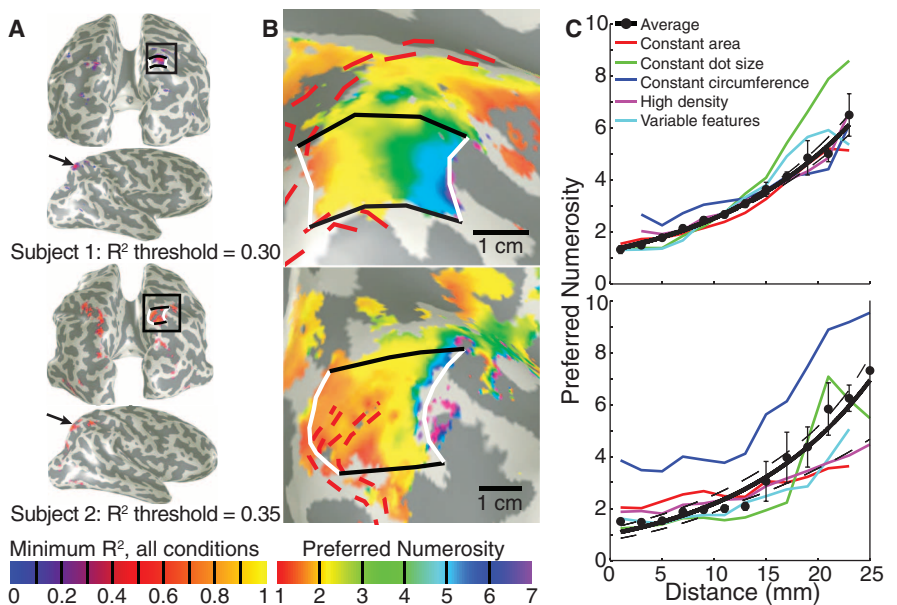 A
B
C
Subject 1: R² threshold = 0.30
Subject 2: R² threshold = 0.35
1 cm
1 cm
Minimum R², all conditions
0 0.2 0.4 0.6 0.8 1
Preferred Numerosity
1 2 3 4 5 6 7
Average
Constant area
Constant dot size
Constant circumference
High density
Variable features
10
8
6
4
2
0
10
8
6
4
2
0
Preferred Numerosity
0 5 10 15 20 25
Distance (mm)